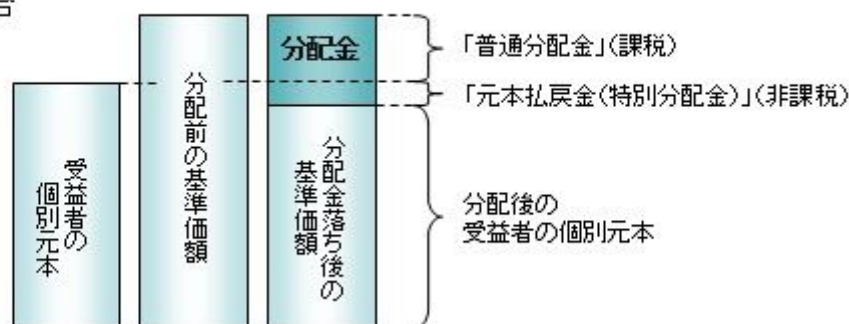 分配金
「普通分配金」(課税)
「元本払戻金(特別分配金)」(非課税)
受益者の
個別元本
分配前の基準価額
分配金落ち後の
基準価額
分配後の
受益者の個別元本